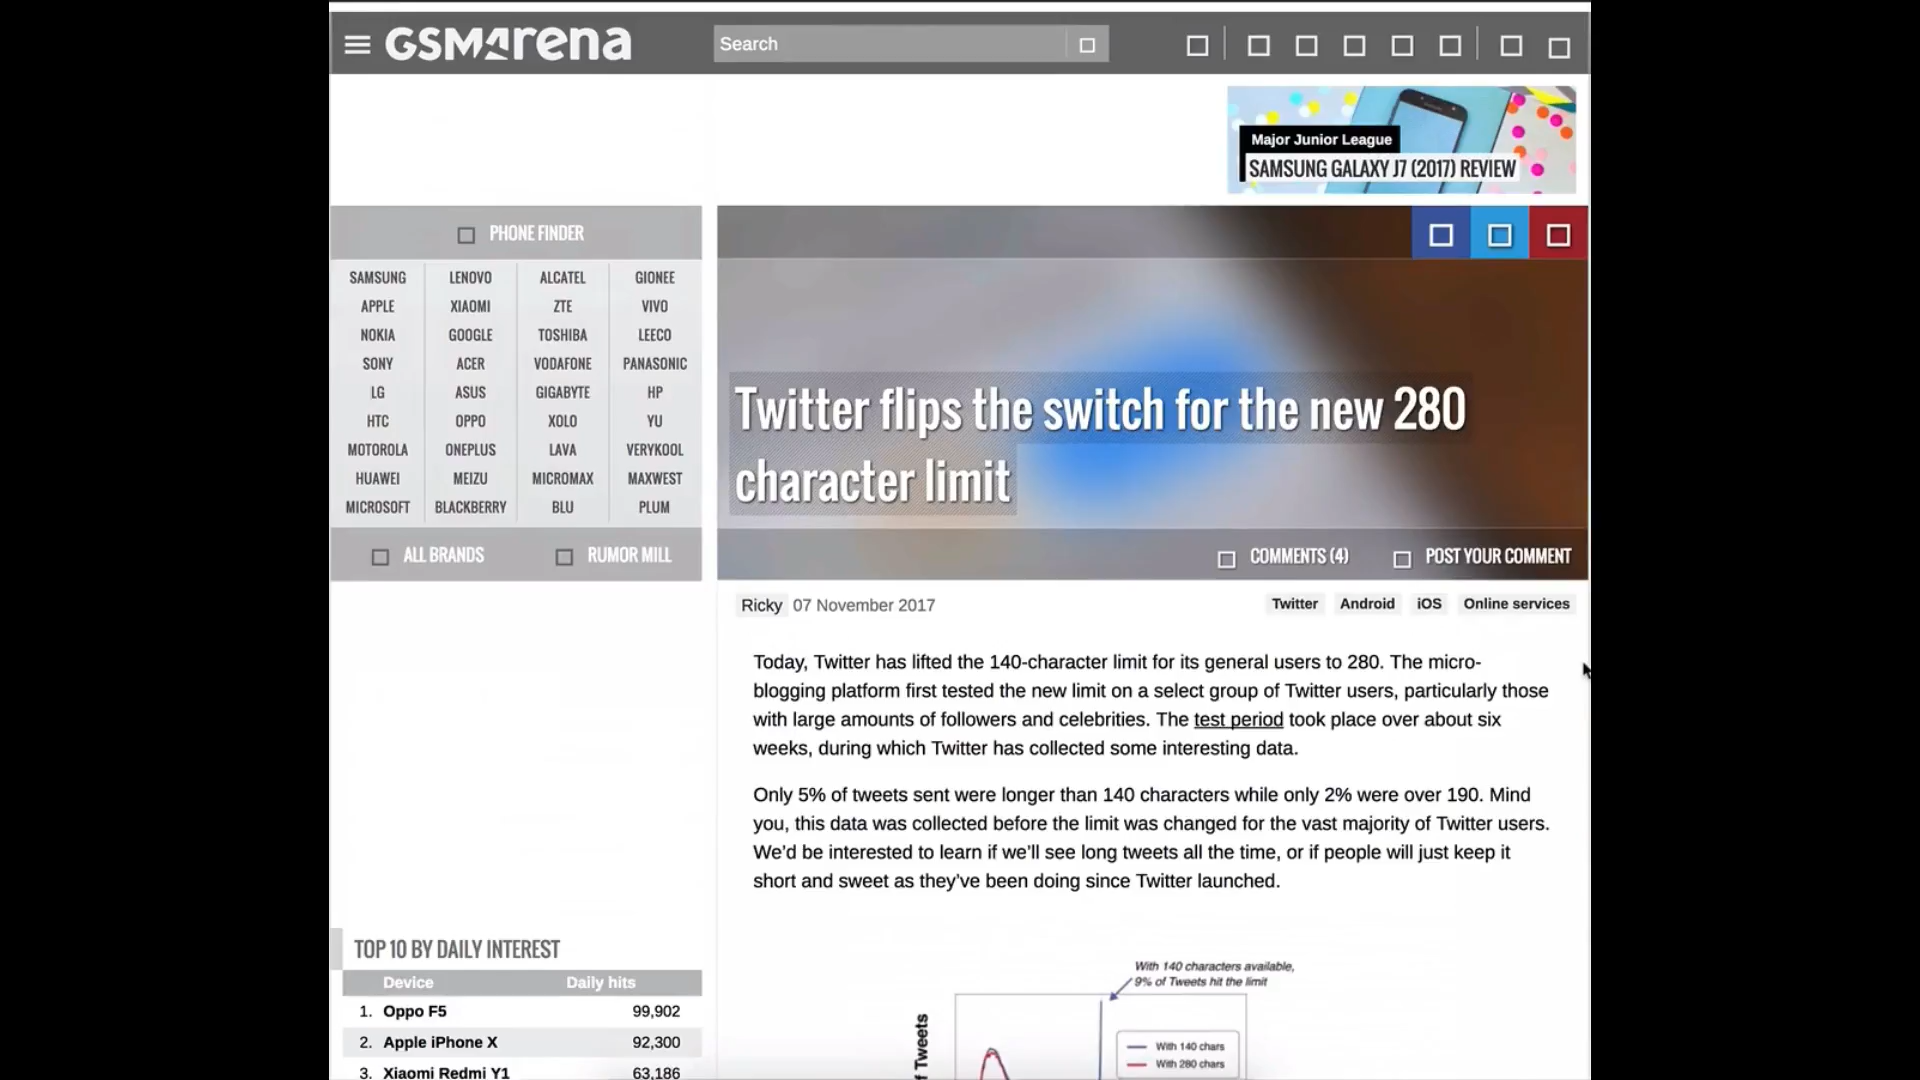 GSMArena
Search
Major Junior League
SAMSUNG GALAXY J7 (2017) REVIEW
PHONE FINDER
SAMSUNG LENOVO ALCATEL GIONEE
APPLE XIAOMI ZTE VIVO
NOKIA GOOGLE TOSHIBA LEECO
SONY ACER VODAFONE PANASONIC
LG ASUS GIGABYTE HP
HTC OPPO XOLO YU
MOTOROLA ONEPLUS LAVA VERYKOOL
HUAWEI MEIZU MICROMAX MAXWEST
MICROSOFT BLACKBERRY BLU PLUM
ALL BRANDS RUMOR MILL
Twitter flips the switch for the new 280
character limit
COMMENTS (4) POST YOUR COMMENT
Ricky 07 November 2017
Twitter Android iOS Online services
Today, Twitter has lifted the 140-character limit for its general users to 280. The micro-
blogging platform first tested the new limit on a select group of Twitter users, particularly those
with large amounts of followers and celebrities. The test period took place over about six
weeks, during which Twitter has collected some interesting data.
Only 5% of tweets sent were longer than 140 characters while only 2% were over 190. Mind
you, this data was collected before the limit was changed for the vast majority of Twitter users.
We'd be interested to learn if we'll see long tweets all the time, or if people will just keep it
short and sweet as they've been doing since Twitter launched.
TOP 10 BY DAILY INTEREST
Device Daily hits
1. Oppo F5 99,902
2. Apple iPhone X 92,300
3. Xiaomi Redmi Y1 63,186
With 140 characters available,
9% of Tweets hit the limit
With 140 chars
With 280 chars
f Tweets